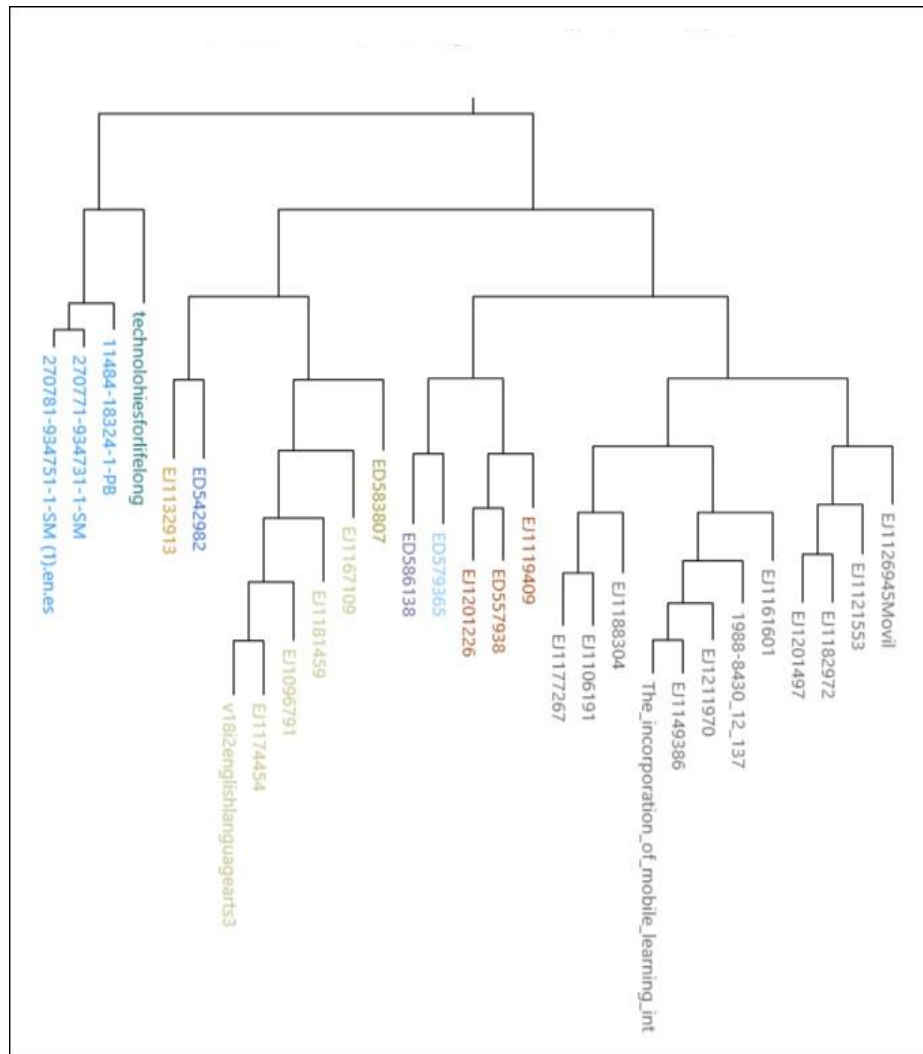 270781-934751-1-SM (1).en.es
270771-934731-1-SM
11484-18324-1-PB
technolohiesforlifelong
EJ1132913
ED542982
v18i2englishlanguagearts3
EJ1174454
EJ1096791
EJ1181459
EJ1167109
ED583807
ED586138
ED579365
EJ1201226
ED557938
EJ1119409
EJ1177267
EJ1106191
EJ1188304
The_incorporation_of_mobile_learning_int
EJ1149386
EJ1211970
1988-8430_12_137
EJ1161601
EJ1201497
EJ1182972
EJ1121553
EJ1126945Movil